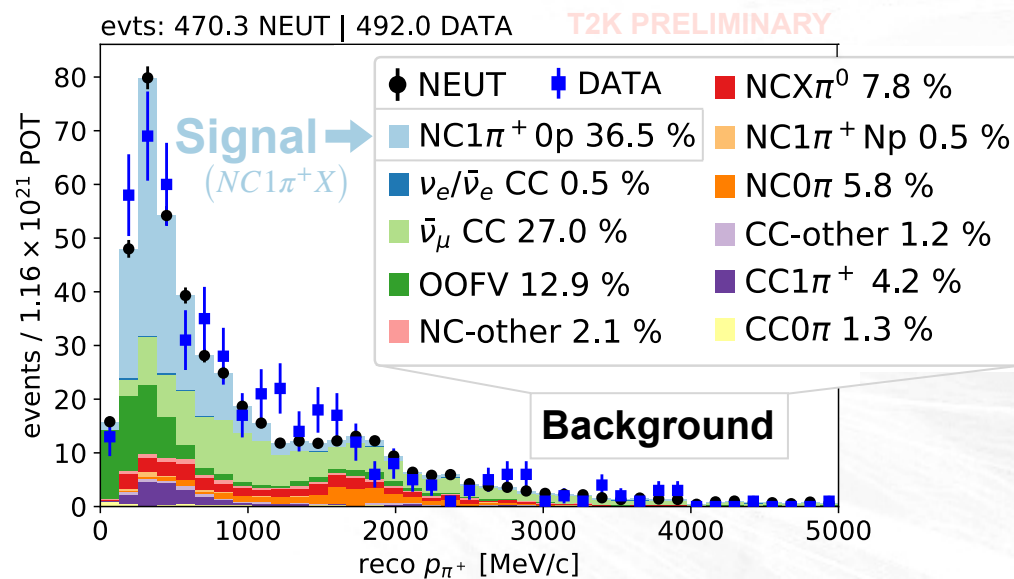 evts: 470.3 NEUT | 492.0 DATA
T2K PRELIMINARY
NEUT
DATA
Signal
(NC1π⁺X)
NC1π⁺0p 36.5 %
νₑ/ν̄ₑ CC 0.5 %
ν̄_μ CC 27.0 %
OOFV 12.9 %
NC-other 2.1 %
NCXπ⁰ 7.8 %
NC1π⁺Np 0.5 %
NC0π 5.8 %
CC-other 1.2 %
CC1π⁺ 4.2 %
CC0π 1.3 %
Background
events / 1.16 × 10²¹ POT
80
70
60
50
40
30
20
10
0
0 1000 2000 3000 4000 5000
reco p_π⁺ [MeV/c]